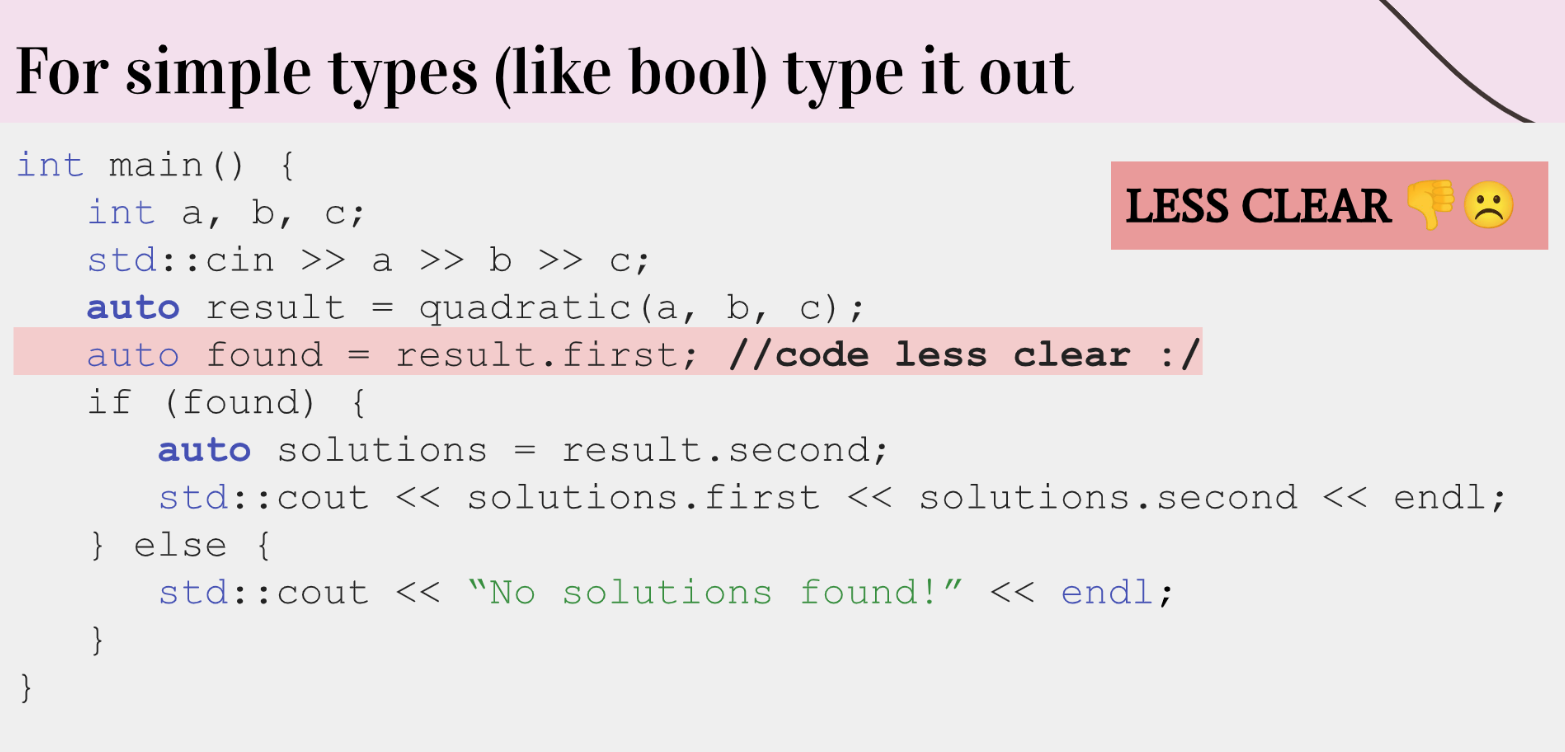 For simple types (like bool) type it out
LESS CLEAR 👎☹️
int main() {
int a, b, c;
std::cin >> a >> b >> c;
auto result = quadratic(a, b, c);
auto found = result.first; //code less clear :/
if (found) {
auto solutions = result.second;
std::cout << solutions.first << solutions.second << endl;
} else {
std::cout << “No solutions found!” << endl;
}
}